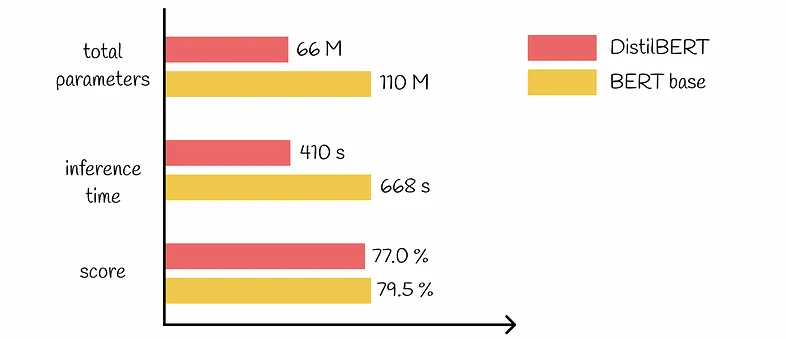 total
parameters
66 M
110 M
inference
time
410 s
668 s
score
77.0 %
79.5 %
DistilBERT
BERT base